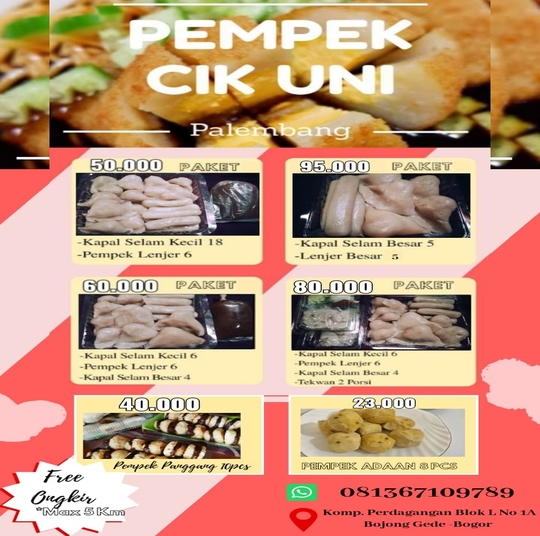 PEMPEK
CIK UNI
Palembang
50.000 PAKET
-Kapal Selam Kecil 18
-Pempek Lenjer 6
95.000 PAKET
-Kapal Selam Besar 5
-Lenjer Besar 5
60.000 PAKET
-Kapal Selam Kecil 6
-Pempek Lenjer 6
-Kapal Selam Besar 4
80.000 PAKET
-Kapal Selam Kecil 6
-Pempek Lenjer 6
-Kapal Selam Besar 4
-Tekwan 2 Porsi
40.000
Pempek Panggang 10pcs
23.000
PEMPEK ADAAN 8 PCS
Free
Ongkir
*Max 5 Km
081367109789
Komp. Perdagangan Blok L No 1A
Bojong Gede -Bogor